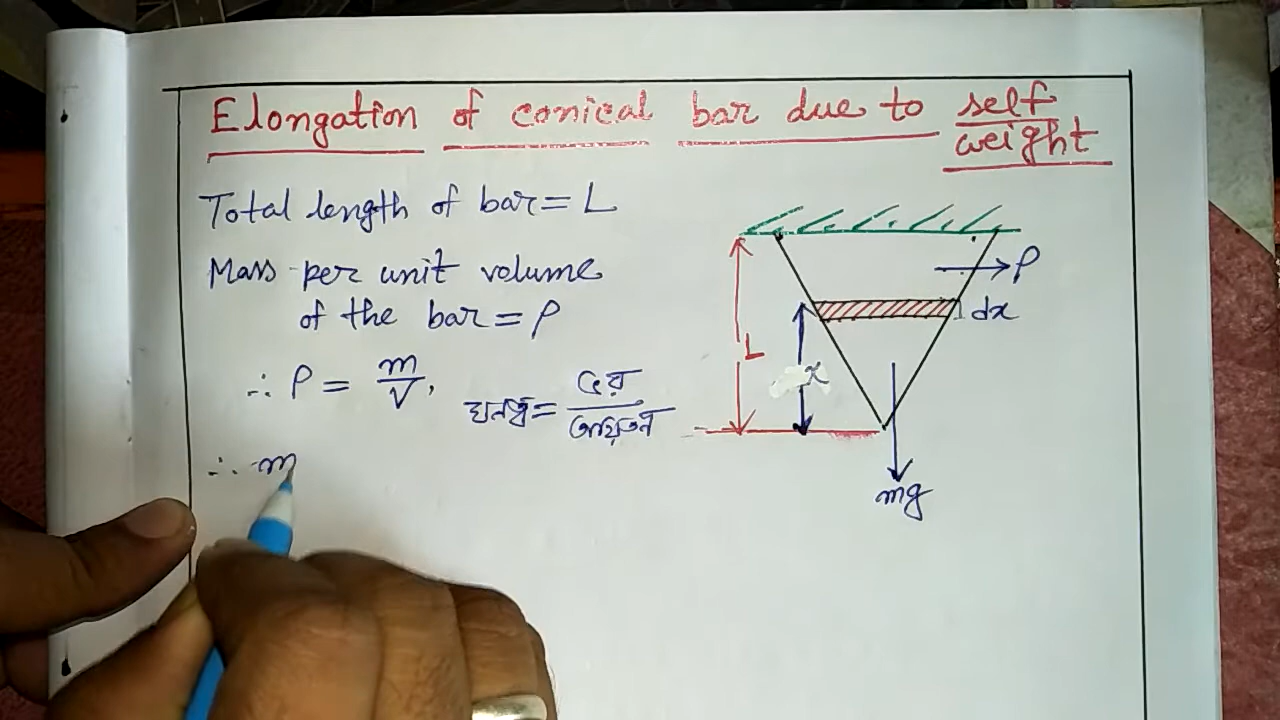 Elongation of conical bar due to self
weight
Total length of bar = L
Mass per unit volume
of the bar = ρ
∴ ρ = m/V, ঘনত্ব = ভর/আয়তন
∴ m
L
x
dx
ρ
mg